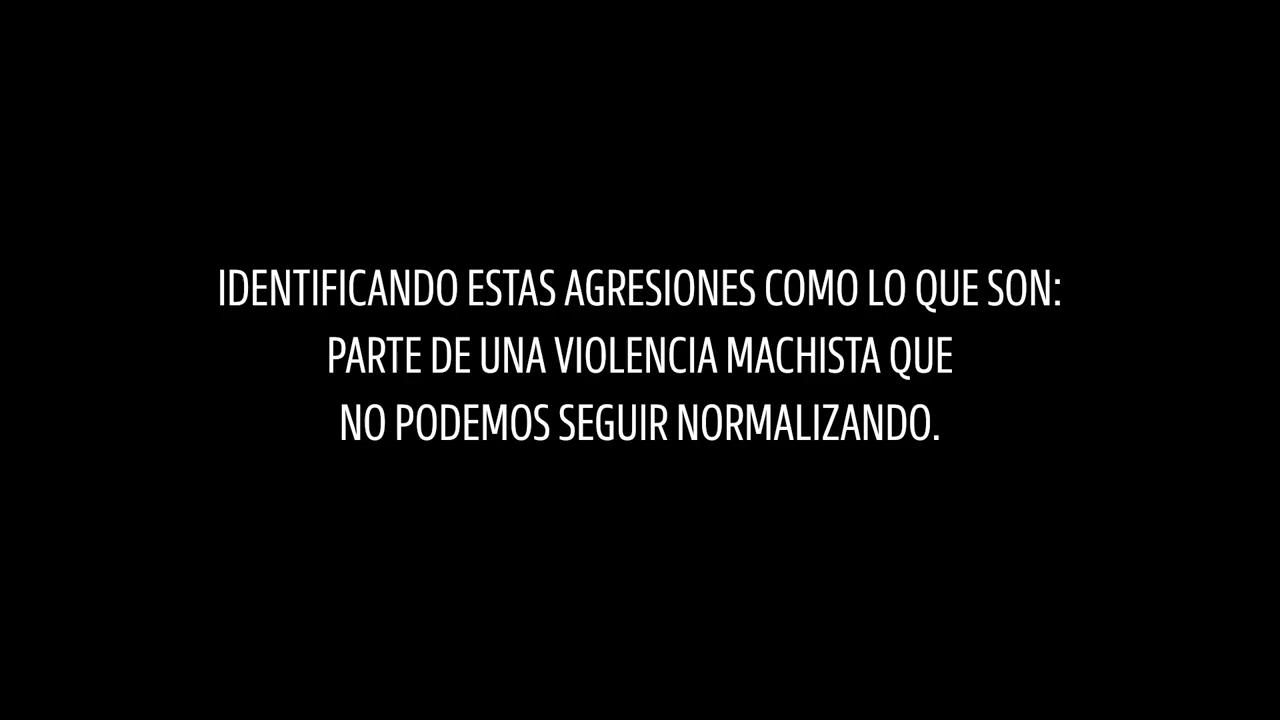 IDENTIFICANDO ESTAS AGRESIONES COMO LO QUE SON:
PARTE DE UNA VIOLENCIA MACHISTA QUE
NO PODEMOS SEGUIR NORMALIZANDO.